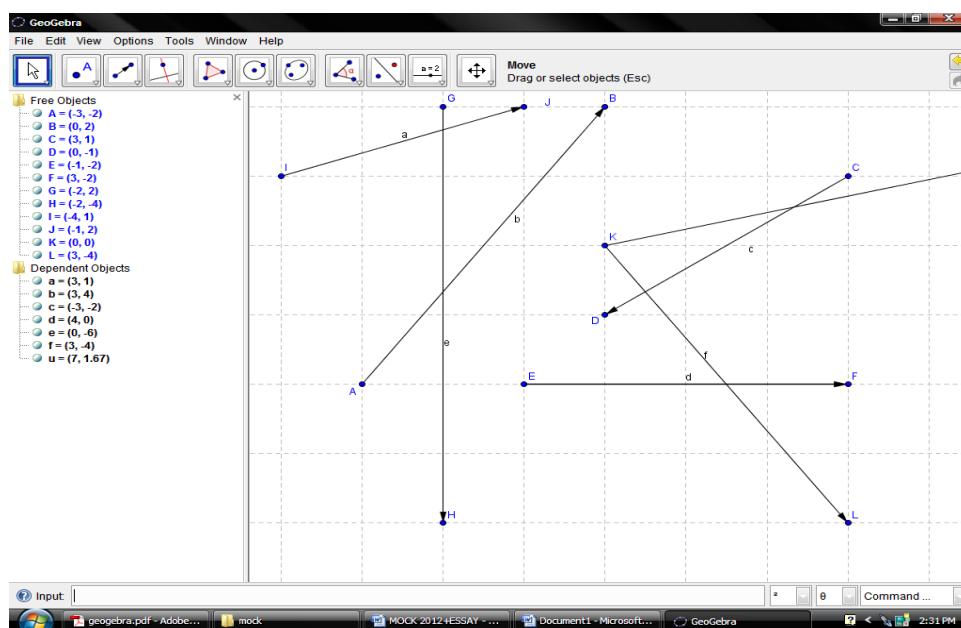 GeoGebra
File Edit View Options Tools Window Help
A
α
a = 2
Move
Drag or select objects (Esc)
Free Objects
A = (-3, -2)
B = (0, 2)
C = (3, 1)
D = (0, -1)
E = (-1, -2)
F = (3, -2)
G = (-2, 2)
H = (-2, -4)
I = (-4, 1)
J = (-1, 2)
K = (0, 0)
L = (3, -4)
Dependent Objects
a = (3, 1)
b = (3, 4)
c = (-3, -2)
d = (4, 0)
e = (0, -6)
f = (3, -4)
u = (7, 1.67)
G J B
a
I C
b
K
c
D
e f
A E d F
H L
Input:
² θ Command ...
geogebra.pdf - Adobe... mock MOCK 2012+ESSAY - ... Document1 - Microsoft... GeoGebra 2:31 PM